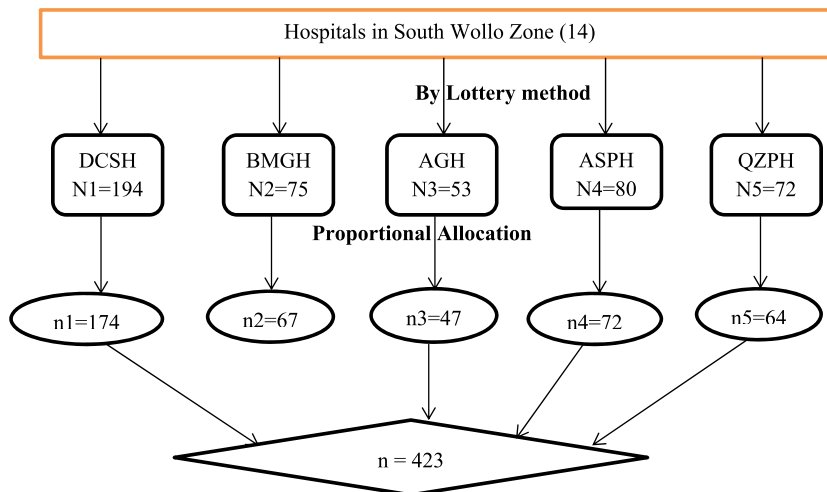 Hospitals in South Wollo Zone (14)
By Lottery method
DCSH
N1=194
BMGH
N2=75
AGH
N3=53
ASPH
N4=80
QZPH
N5=72
Proportional Allocation
n1=174
n2=67
n3=47
n4=72
n5=64
n = 423